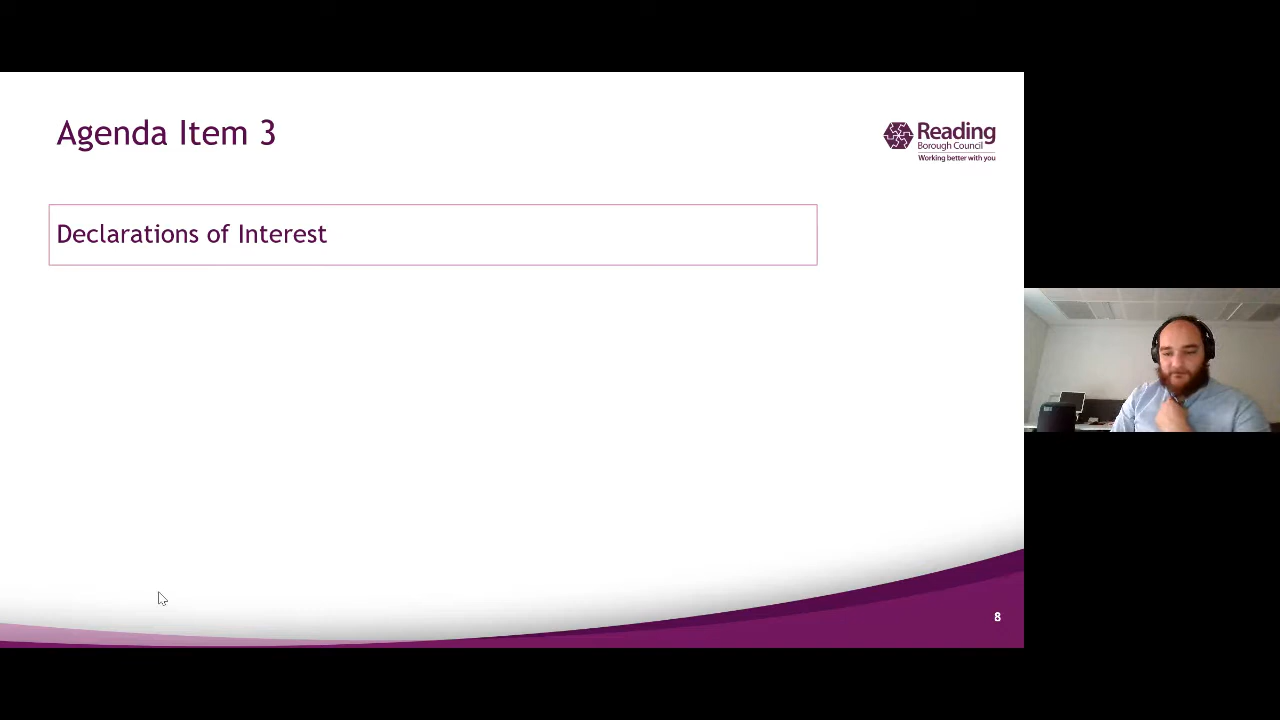 Agenda Item 3
Reading
Borough Council
Working better with you
Declarations of Interest
8